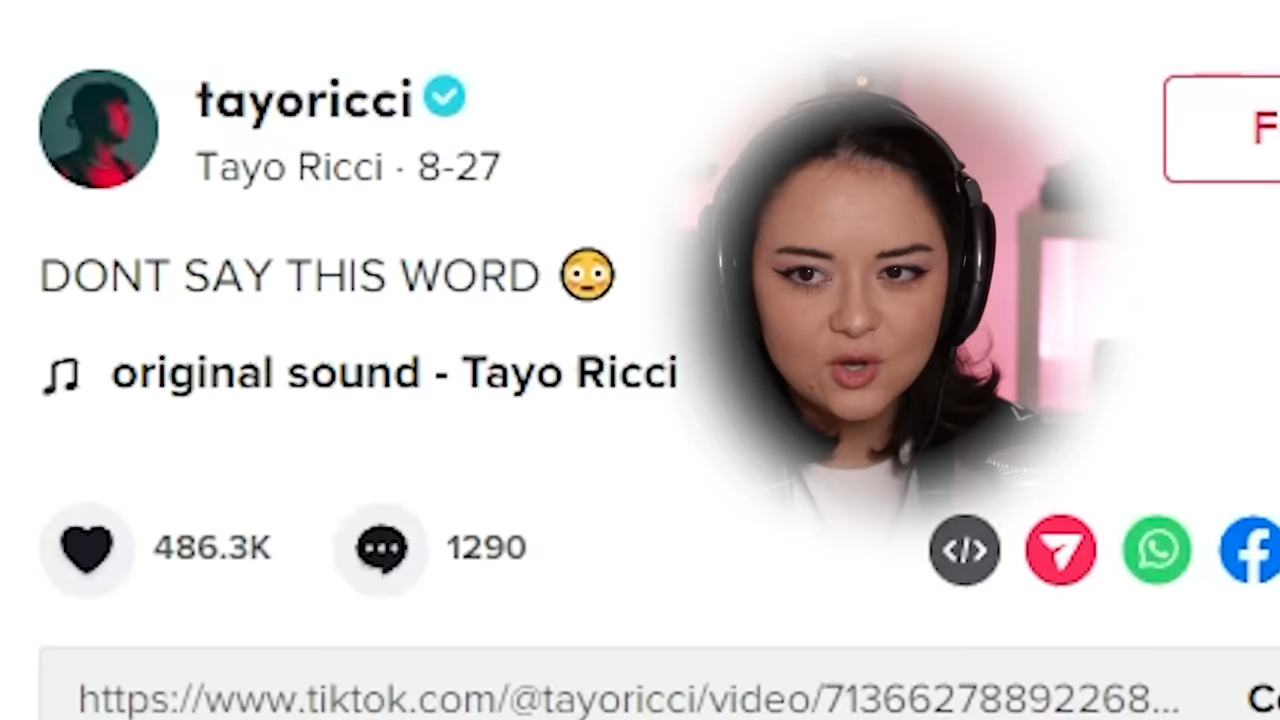 tayoricci
Tayo Ricci · 8-27
F
DONT SAY THIS WORD 😳
original sound - Tayo Ricci
486.3K
1290
https://www.tiktok.com/@tayoricci/video/71366278892268...